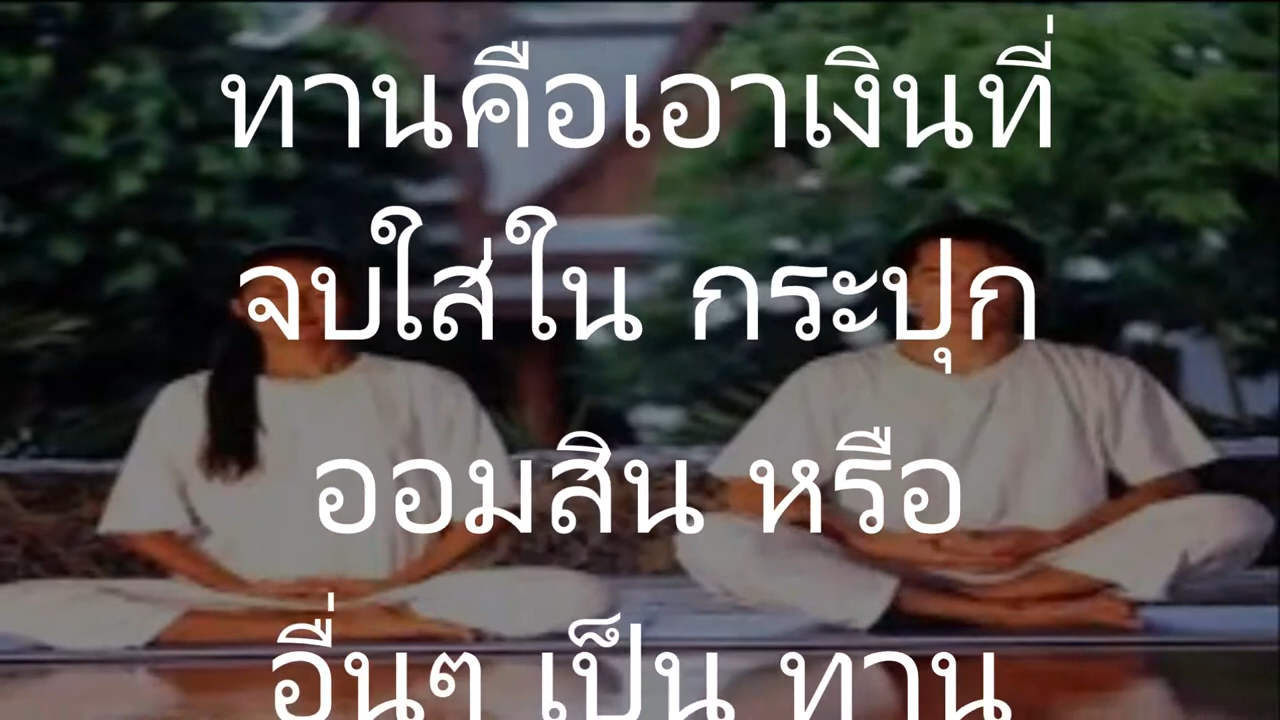 ทานคือเอาเงินที่
จบใส่ใน กระปุก
ออมสิน หรือ
อื่นๆ เป็น ทาน